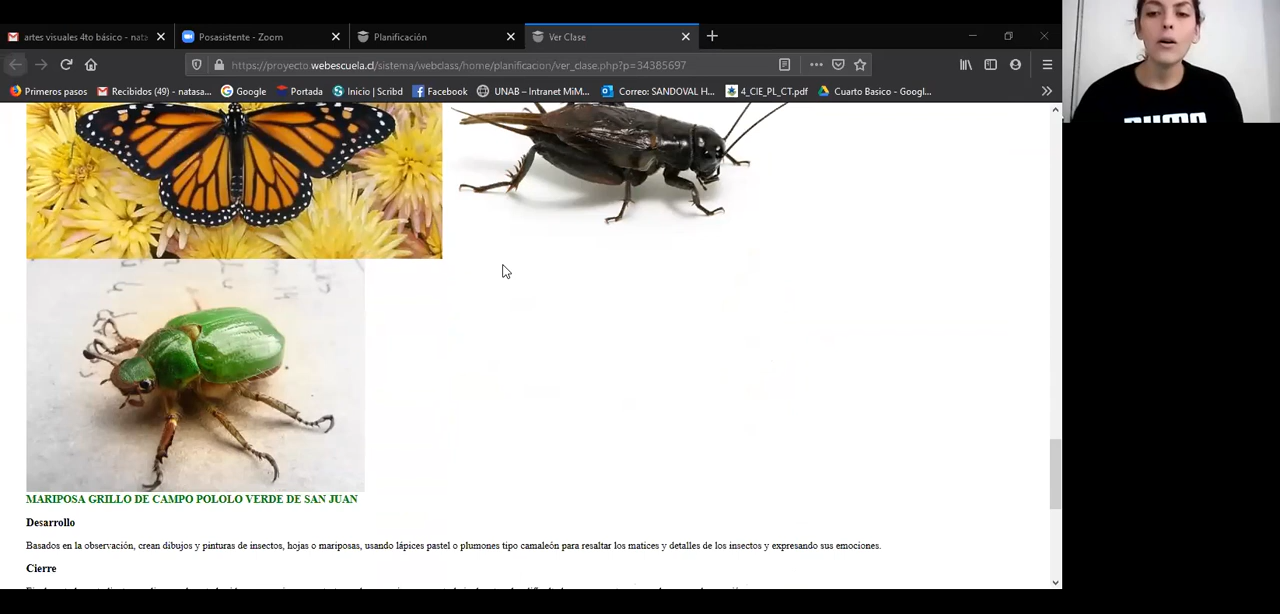 artes visuales 4to básico - nata
Posasistente - Zoom
Planificación
Ver Clase
https://proyecto.webescuela.cl/sistema/webclass/home/planificacion/ver_clase.php?p=34385697
Primeros pasos
Recibidos (49) - natasa...
Google
Portada
Inicio | Scribd
Facebook
UNAB – Intranet MiM...
Correo: SANDOVAL H...
4_CIE_PL_CT.pdf
Cuarto Basico – Googl...
MARIPOSA GRILLO DE CAMPO POLOLO VERDE DE SAN JUAN
Desarrollo
Basados en la observación, crean dibujos y pinturas de insectos, hojas o mariposas, usando lápices pastel o plumones tipo camaleón para resaltar los matices y detalles de los insectos y expresando sus emociones.
Cierre